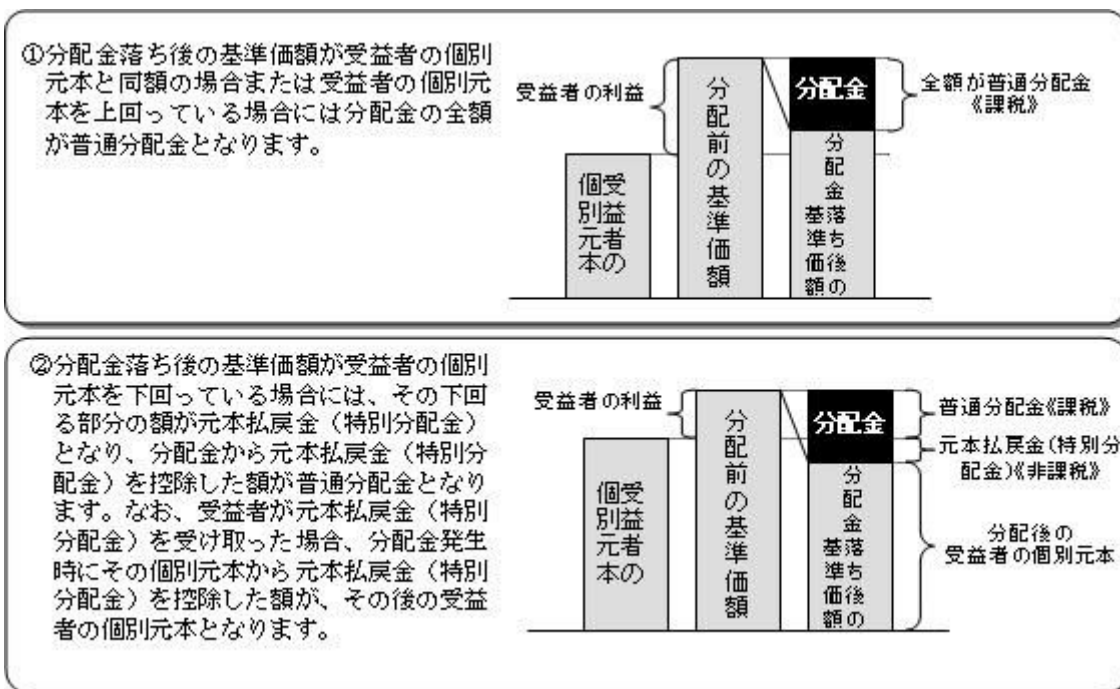 ①分配金落ち後の基準価額が受益者の個別
元本と同額の場合または受益者の個別元
本を上回っている場合には分配金の全額
が普通分配金となります。
受益者の利益
個別元本
受益者の
分配前の基準価額
分配金
分配金落ち後の
基準価額
全額が普通分配金
《課税》
②分配金落ち後の基準価額が受益者の個別
元本を下回っている場合には、その下回
る部分の額が元本払戻金（特別分配金）
となり、分配金から元本払戻金（特別分
配金）を控除した額が普通分配金となり
ます。なお、受益者が元本払戻金（特別
分配金）を受け取った場合、分配金発生
時にその個別元本から元本払戻金（特別
分配金）を控除した額が、その後の受益
者の個別元本となります。
受益者の利益
受益者の
個別元本
分配前の基準価額
分配金
分配金落ち後の
基準価額
普通分配金《課税》
元本払戻金(特別分
配金)《非課税》
分配後の
受益者の個別元本